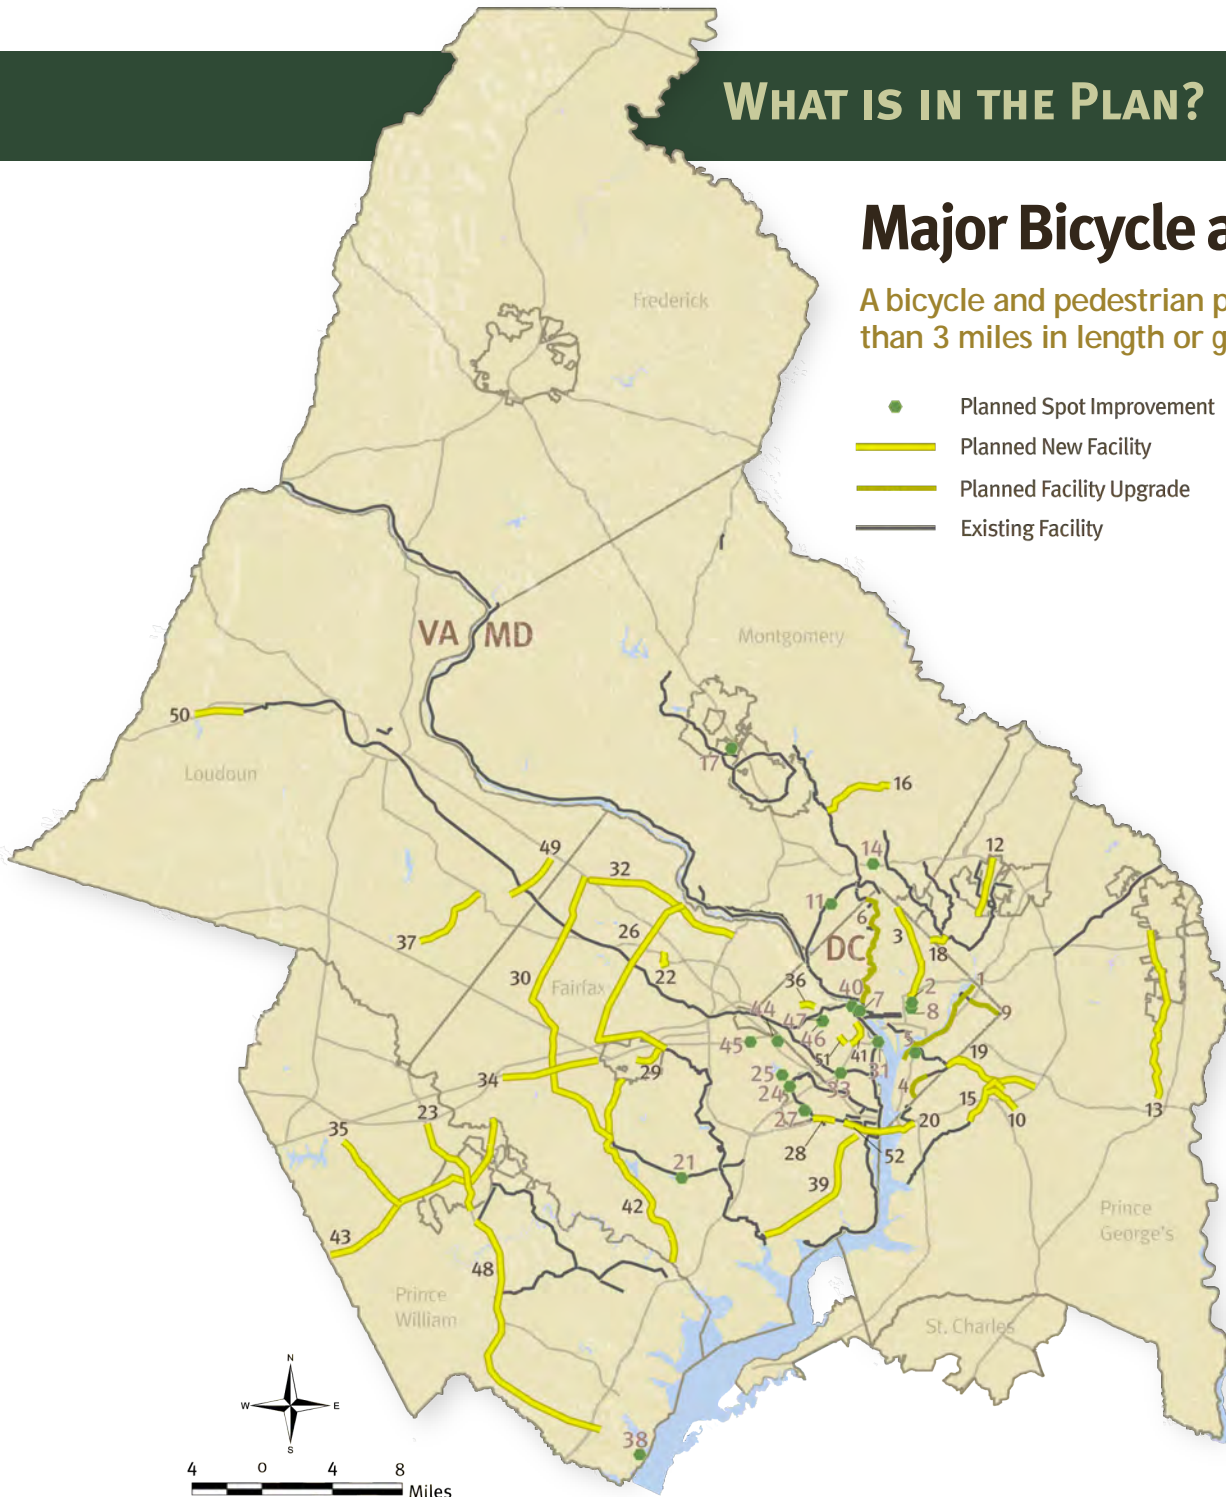 WHAT IS IN THE PLAN?
Major Bicycle a
A bicycle and pedestrian p
than 3 miles in length or g
Planned Spot Improvement
Planned New Facility
Planned Facility Upgrade
Existing Facility
Frederick
VA MD
Montgomery
50
Loudoun
17
16
49
14
12
32
11
6
3
37
26
DC
18
30
22
Fairfax
36
40
7
2
8
1
9
44
47
45
46
51
41
31
5
19
34
29
25
24
33
4
15
10
13
27
28
20
52
35
23
21
39
42
43
48
Prince
George's
Prince
William
St. Charles
38
N
W E
S
4 0 4 8
Miles